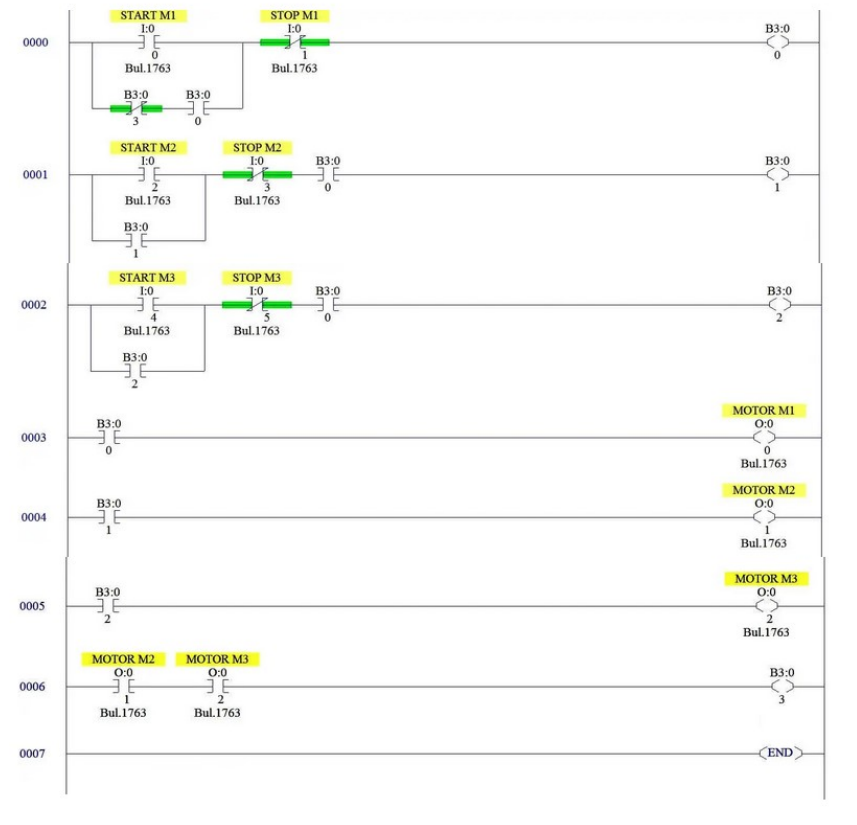 START M1 STOP M1
I:0 I:0 B3:0
0000
0 1 0
Bul.1763 Bul.1763
B3:0 B3:0
3 0
START M2 STOP M2
I:0 I:0 B3:0 B3:0
0001
2 3 0 1
Bul.1763 Bul.1763
B3:0
1
START M3 STOP M3
I:0 I:0 B3:0 B3:0
0002
4 5 0 2
Bul.1763 Bul.1763
B3:0
2
MOTOR M1
B3:0 O:0
0003
0 0
Bul.1763
MOTOR M2
B3:0 O:0
0004
1 1
Bul.1763
MOTOR M3
B3:0 O:0
0005
2 2
Bul.1763
MOTOR M2 MOTOR M3
O:0 O:0 B3:0
0006
1 2 3
Bul.1763 Bul.1763
0007 END